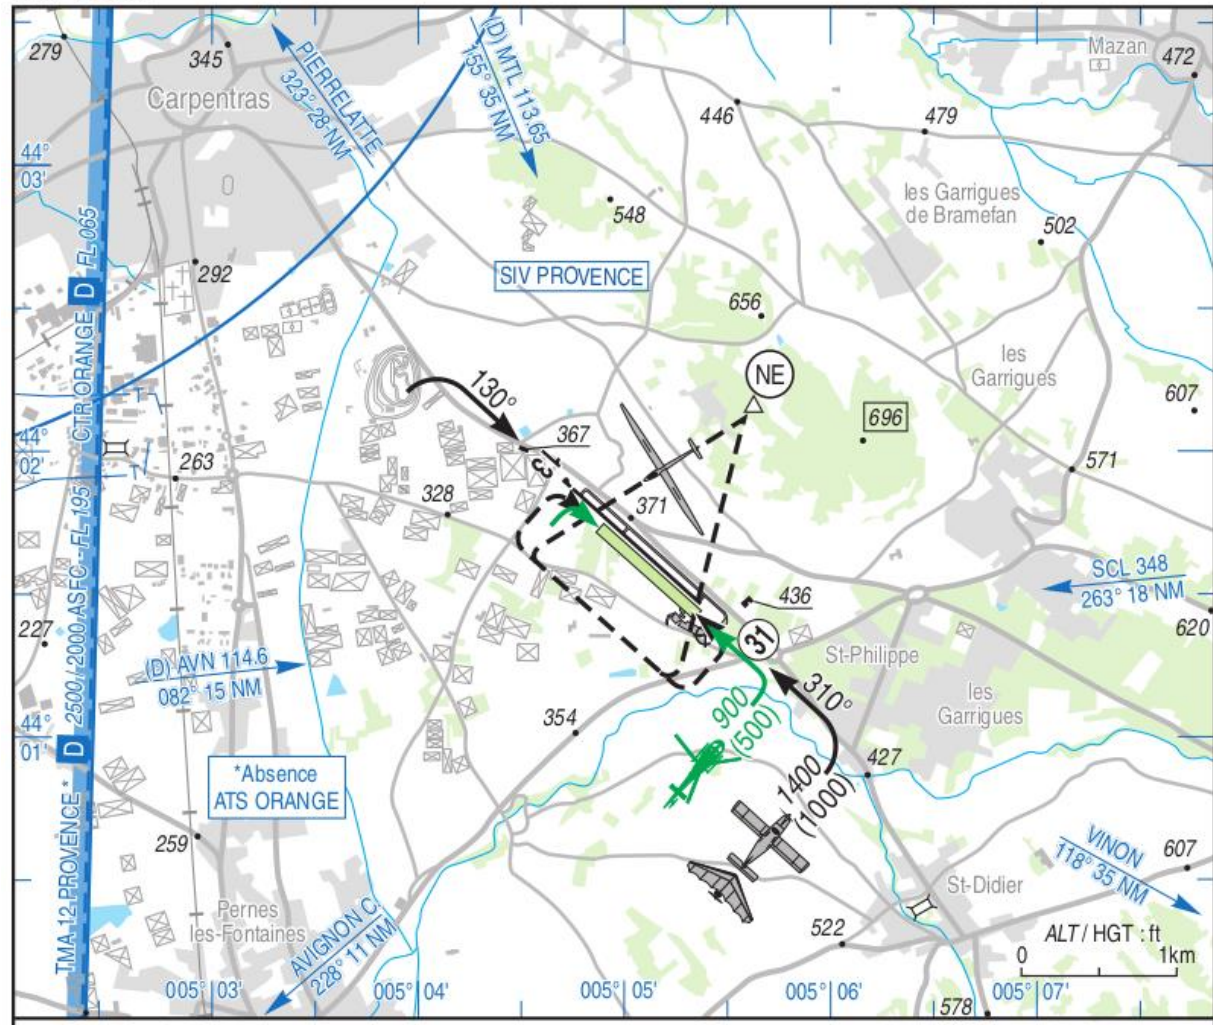 279
345
Carpentras
PIERRELATTE
323° 28 NM
(D) MTL 113.65
155° 35 NM
446
479
Mazan
472
44°
03'
548
les Garrigues
de Bramefan
502
292
SIV PROVENCE
656
NE
les
Garrigues
607
696
130°
367
13
44°
02'
263
328
371
571
SCL 348
263° 18 NM
436
620
227
(D) AVN 114.6
082° 15 NM
31
St-Philippe
310°
les
Garrigues
44°
01'
354
900
(500)
427
*Absence
ATS ORANGE
1400
(1000)
259
VINON
118° 35 NM
607
St-Didier
Pernes
les-Fontaines
AVIGNON C.
228° 11 NM
522
ALT / HGT : ft
0 1km
005° 03'
005° 04'
005° 05'
005° 06'
005° 07'
578
TMA 12 PROVENCE *
D 2500 / 2000 ASFC - FL 195
CTR ORANGE D FL 065